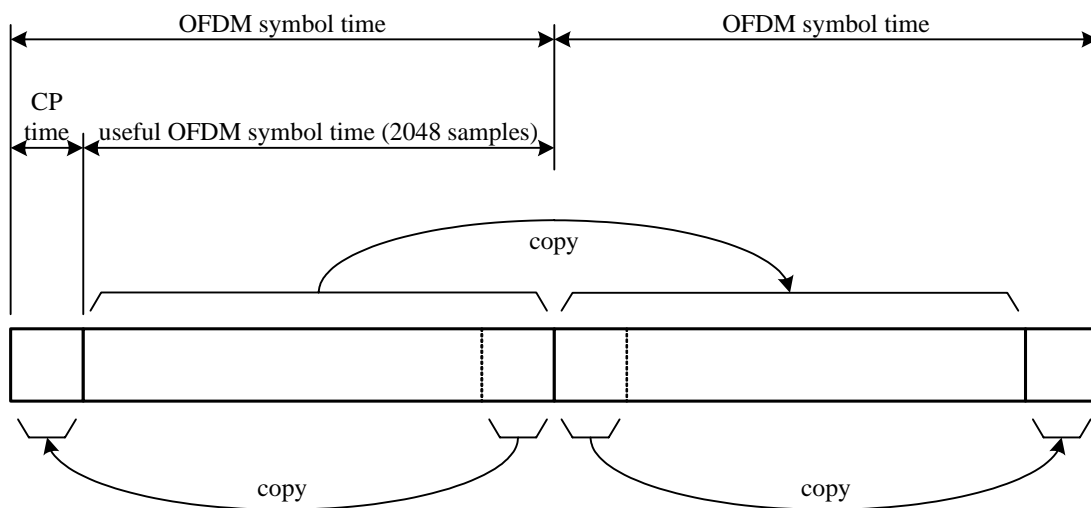 OFDM symbol time
OFDM symbol time
CP
time
useful OFDM symbol time (2048 samples)
copy
copy
copy